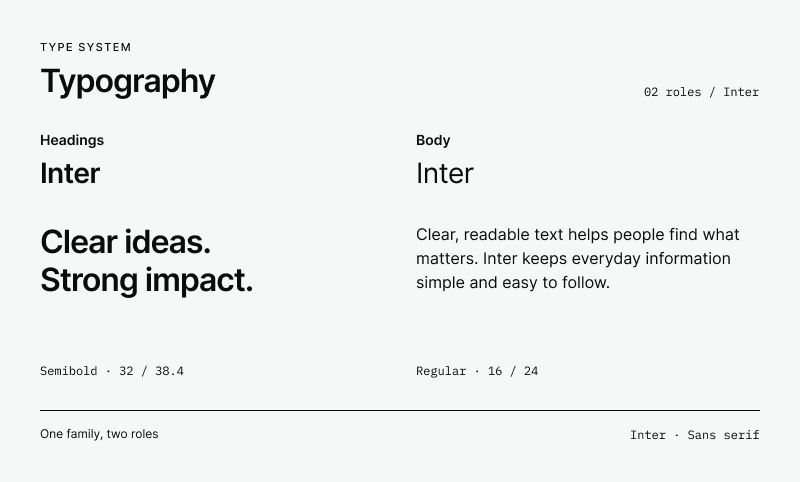 TYPE SYSTEM
Typography
02 roles / Inter
Headings
Inter
Clear ideas.
Strong impact.
Semibold · 32 / 38.4
Body
Inter
Clear, readable text helps people find what
matters. Inter keeps everyday information
simple and easy to follow.
Regular · 16 / 24
One family, two roles
Inter · Sans serif